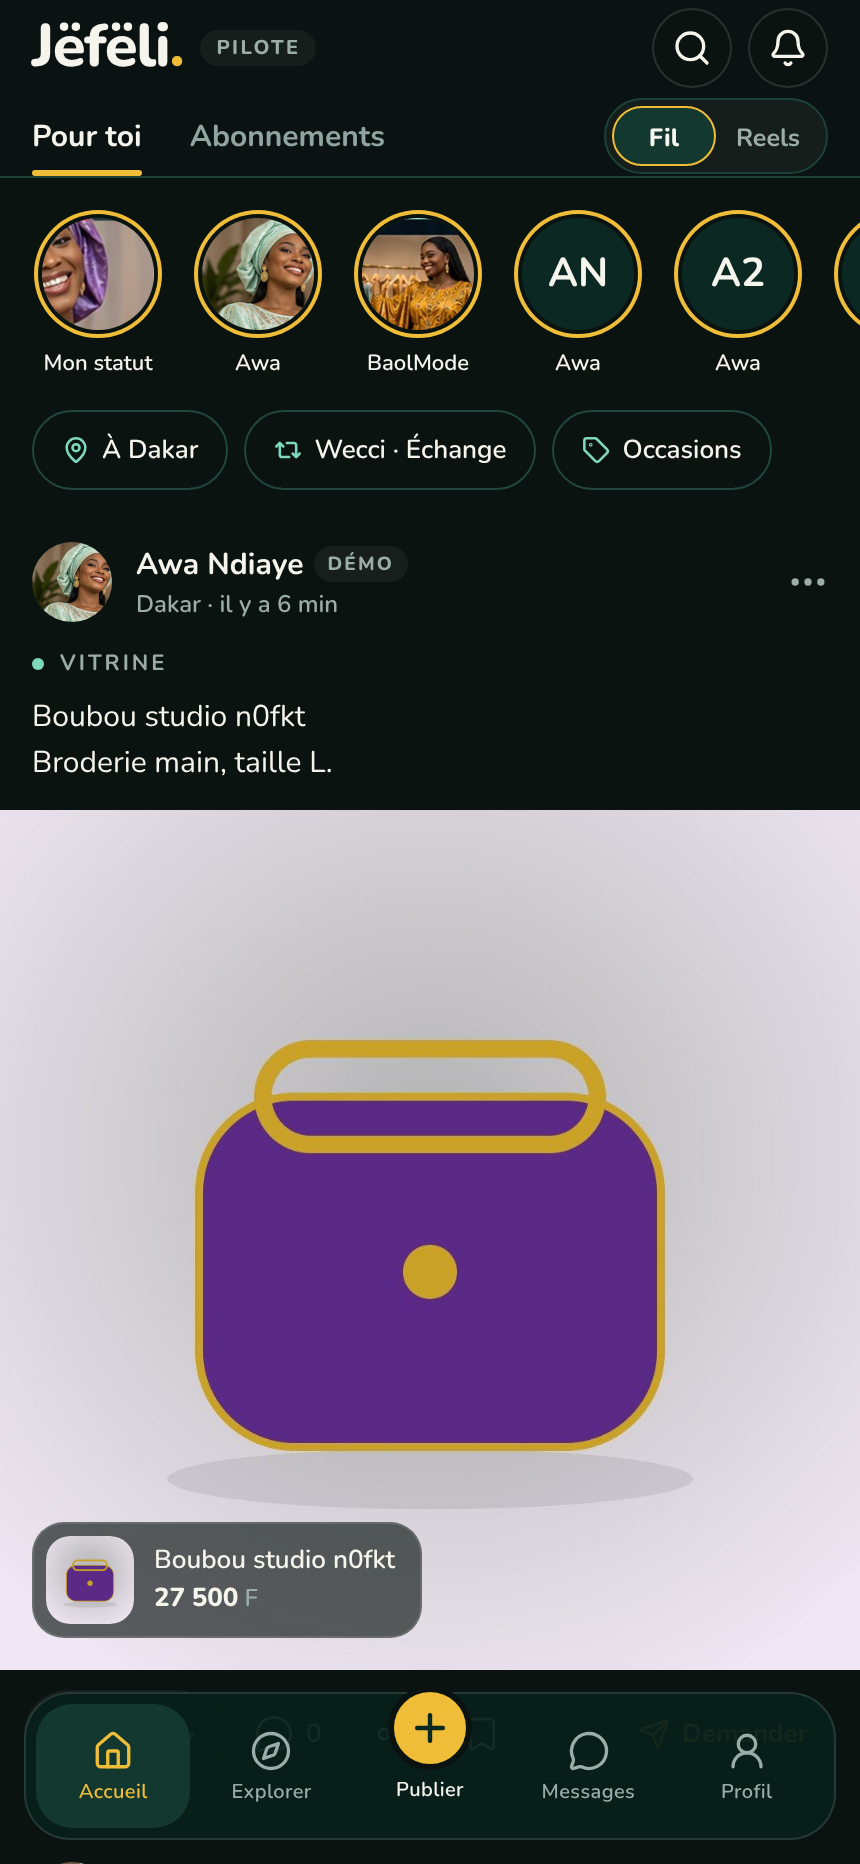 Jëfëli.
PILOTE
Pour toi
Abonnements
Fil
Reels
AN
A2
Mon statut
Awa
BaolMode
Awa
Awa
À Dakar
Wecci · Échange
Occasions
Awa Ndiaye
DÉMO
Dakar · il y a 6 min
VITRINE
Boubou studio n0fkt
Broderie main, taille L.
Boubou studio n0fkt
27 500 F
0
Demander
Accueil
Explorer
Publier
Messages
Profil